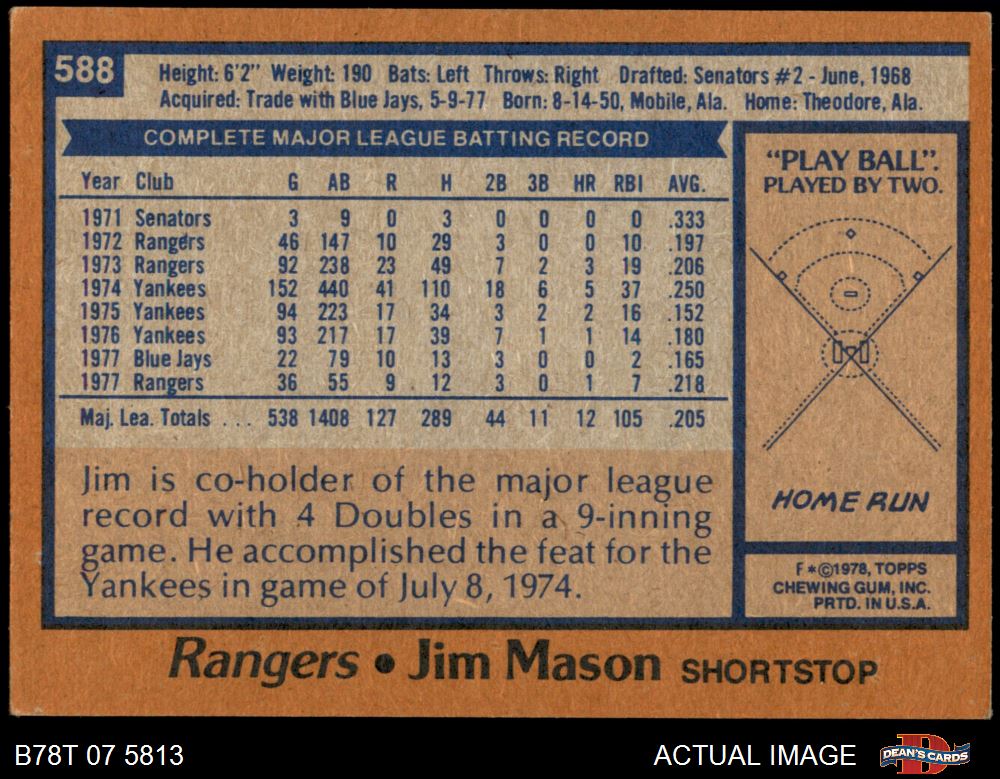 588
Height: 6'2" Weight: 190 Bats: Left Throws: Right Drafted: Senators #2 - June, 1968
Acquired: Trade with Blue Jays, 5-9-77 Born: 8-14-50, Mobile, Ala. Home: Theodore, Ala.
COMPLETE MAJOR LEAGUE BATTING RECORD
Year Club G AB R H 2B 3B HR RBI AVG.
1971 Senators 3 9 0 3 0 0 0 0 .333
1972 Rangers 46 147 10 29 3 0 0 10 .197
1973 Rangers 92 238 23 49 7 2 3 19 .206
1974 Yankees 152 440 41 110 18 6 5 37 .250
1975 Yankees 94 223 17 34 3 2 2 16 .152
1976 Yankees 93 217 17 39 7 1 1 14 .180
1977 Blue Jays 22 79 10 13 3 0 0 2 .165
1977 Rangers 36 55 9 12 3 0 1 7 .218
Maj. Lea. Totals . . . 538 1408 127 289 44 11 12 105 .205
Jim is co-holder of the major league
record with 4 Doubles in a 9-inning
game. He accomplished the feat for the
Yankees in game of July 8, 1974.
"PLAY BALL".
PLAYED BY TWO.
HOME RUN
F*©1978, TOPPS
CHEWING GUM, INC.
PRTD. IN U.S.A.
Rangers • Jim Mason SHORTSTOP
B78T 07 5813
ACTUAL IMAGE
DEAN'S CARDS